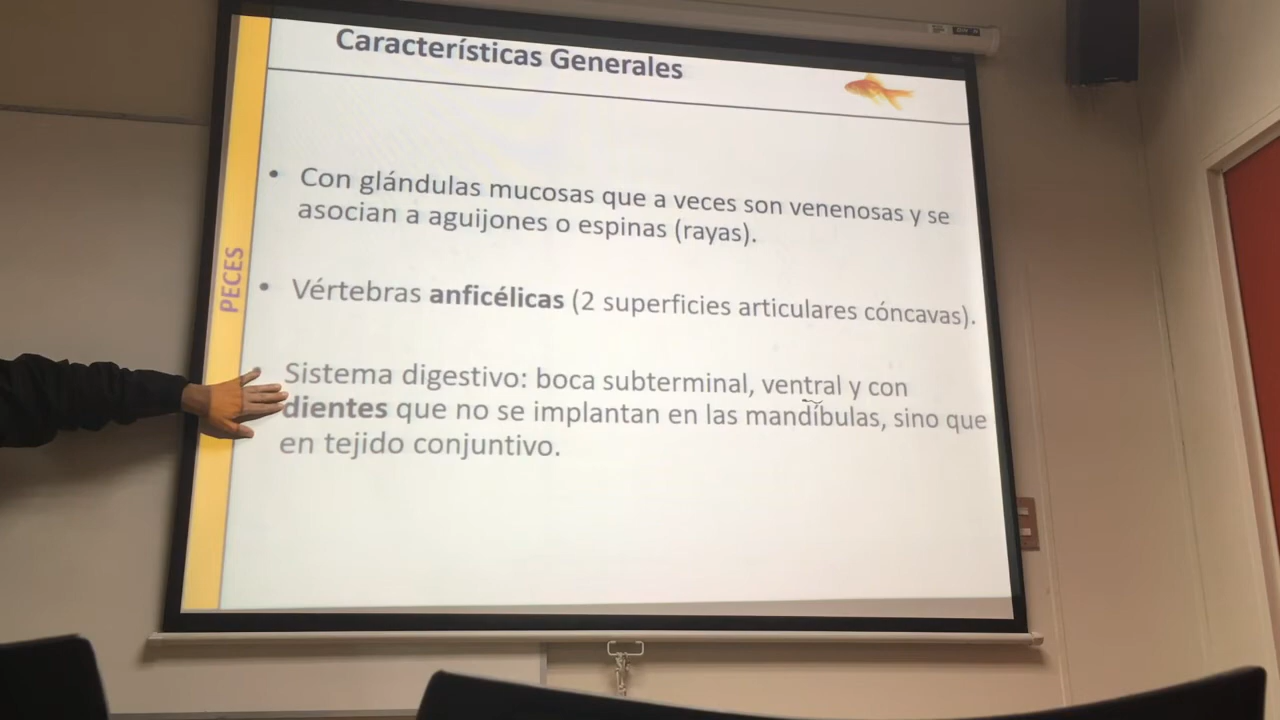 Características Generales
• Con glándulas mucosas que a veces son venenosas y se
asocian a aguijones o espinas (rayas).
• Vértebras anficélicas (2 superficies articulares cóncavas).
• Sistema digestivo: boca subterminal, ventral y con
dientes que no se implantan en las mandíbulas, sino que
en tejido conjuntivo.
PECES